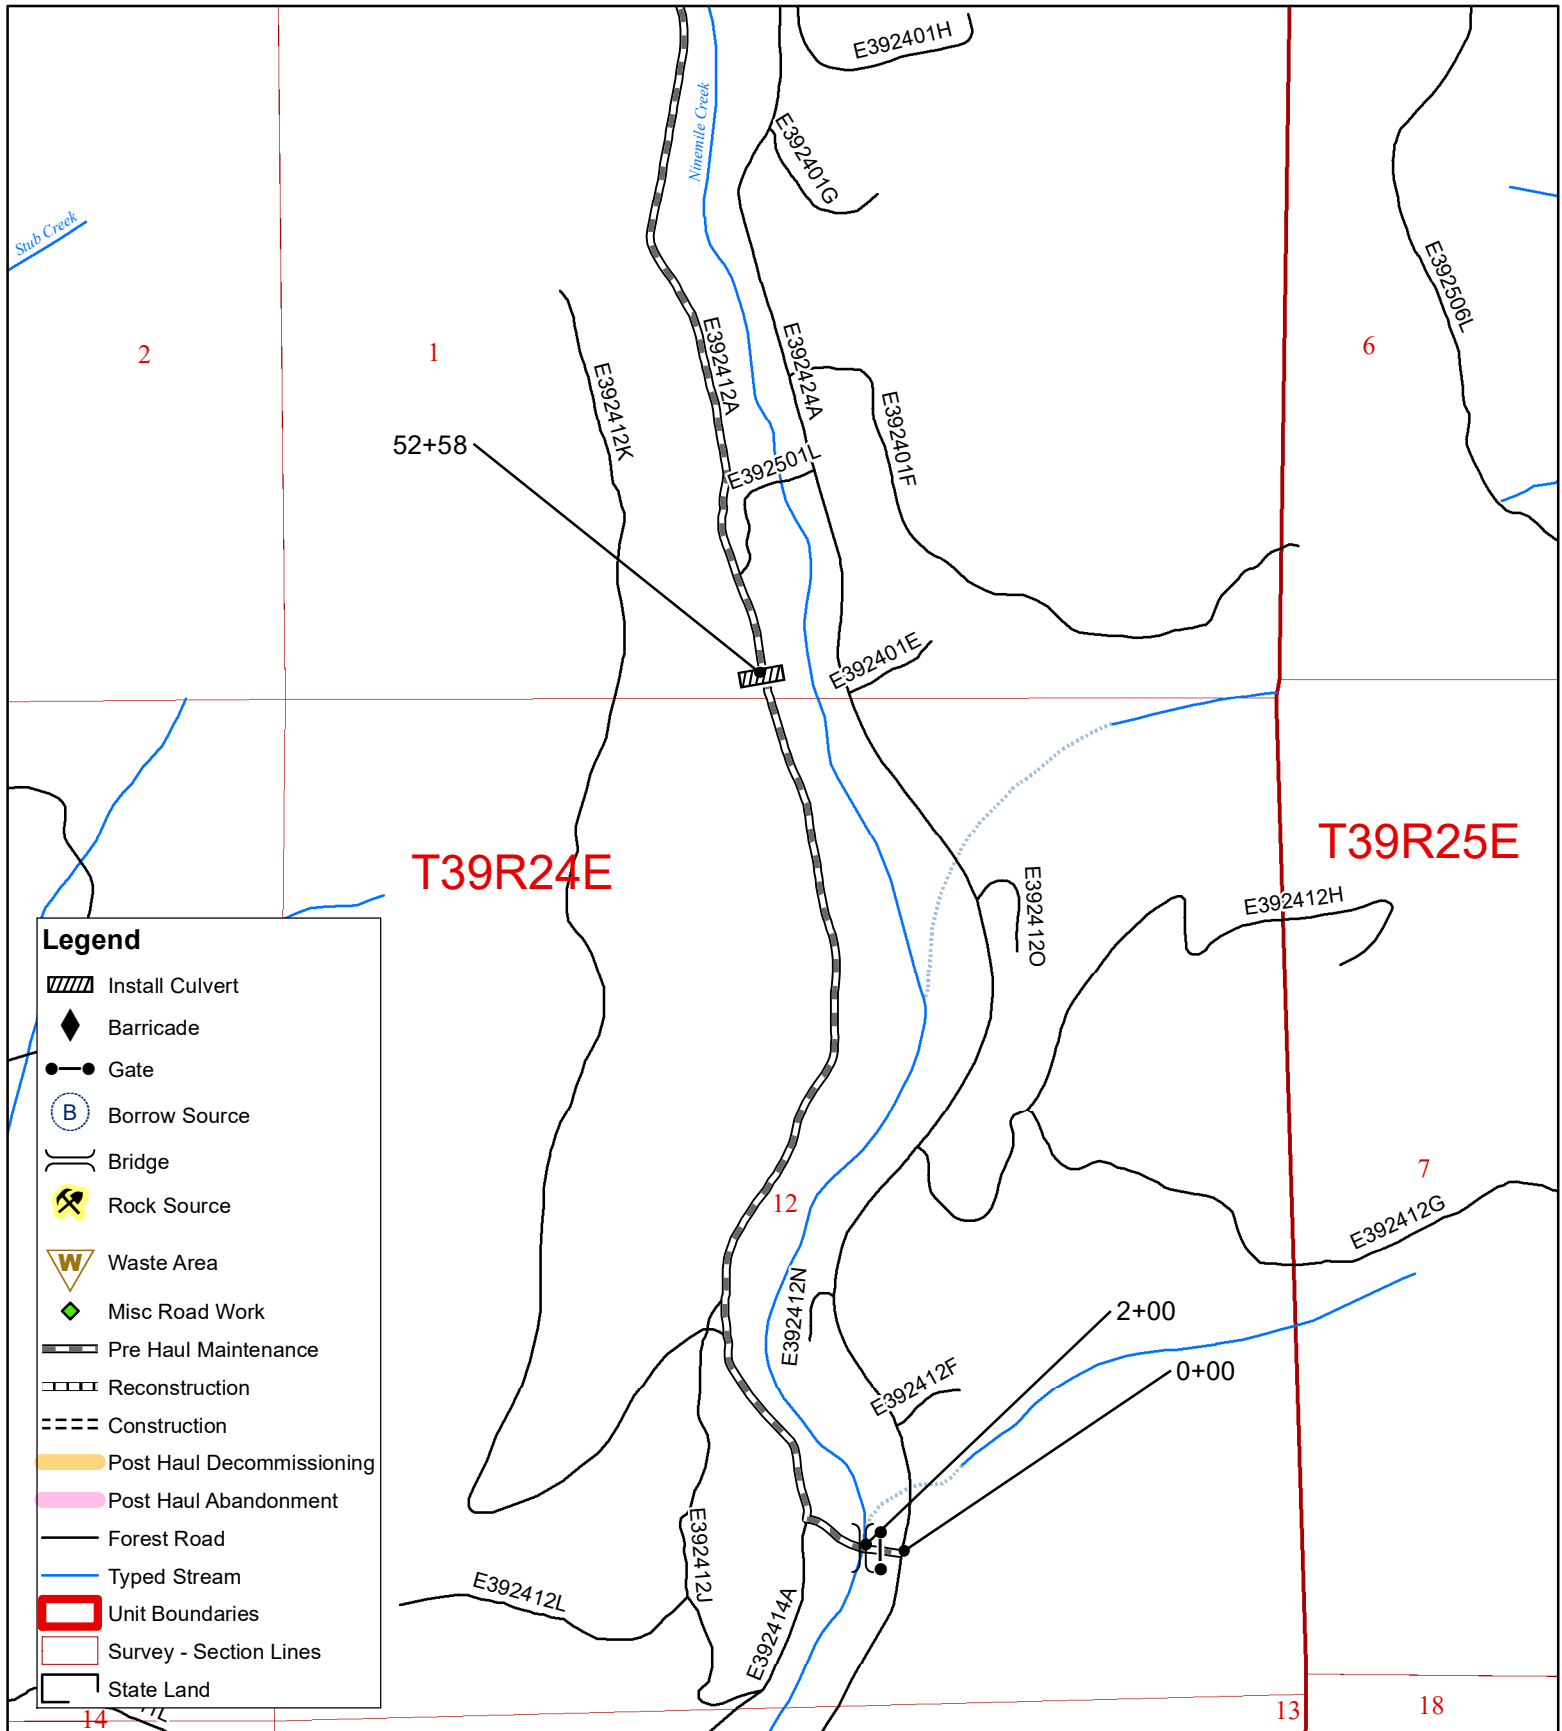 E392401H
Ninemile Creek
E392401G
Stub Creek
E392506L
2
1
6
E392412A
E392424A
E392412K
E392401F
52+58
E392501L
E392401E
T39R24E
T39R25E
E392412O
E392412H
Legend
Install Culvert
Barricade
Gate
B
Borrow Source
Bridge
Rock Source
W
Waste Area
Misc Road Work
Pre Haul Maintenance
Reconstruction
Construction
Post Haul Decommissioning
Post Haul Abandonment
Forest Road
Typed Stream
Unit Boundaries
Survey - Section Lines
State Land
7
12
E392412G
E392412N
2+00
E392412F
0+00
E392412J
E392412L
E392414A
14
13
18